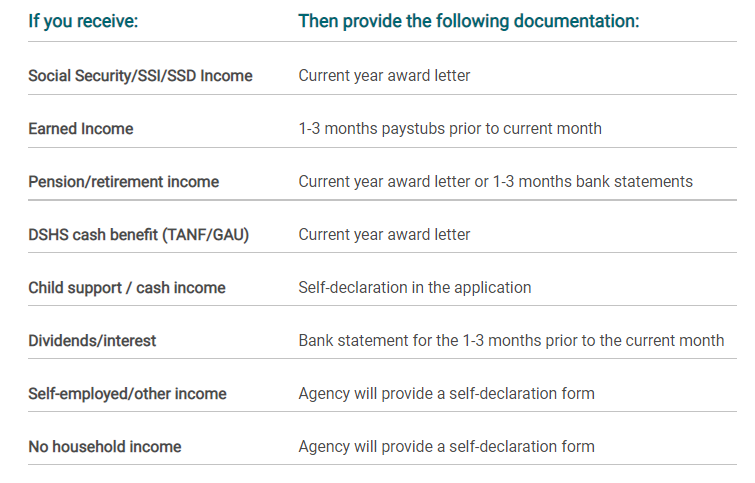 If you receive: Then provide the following documentation:
Social Security/SSI/SSD Income Current year award letter
Earned Income 1-3 months paystubs prior to current month
Pension/retirement income Current year award letter or 1-3 months bank statements
DSHS cash benefit (TANF/GAU) Current year award letter
Child support / cash income Self-declaration in the application
Dividends/interest Bank statement for the 1-3 months prior to the current month
Self-employed/other income Agency will provide a self-declaration form
No household income Agency will provide a self-declaration form